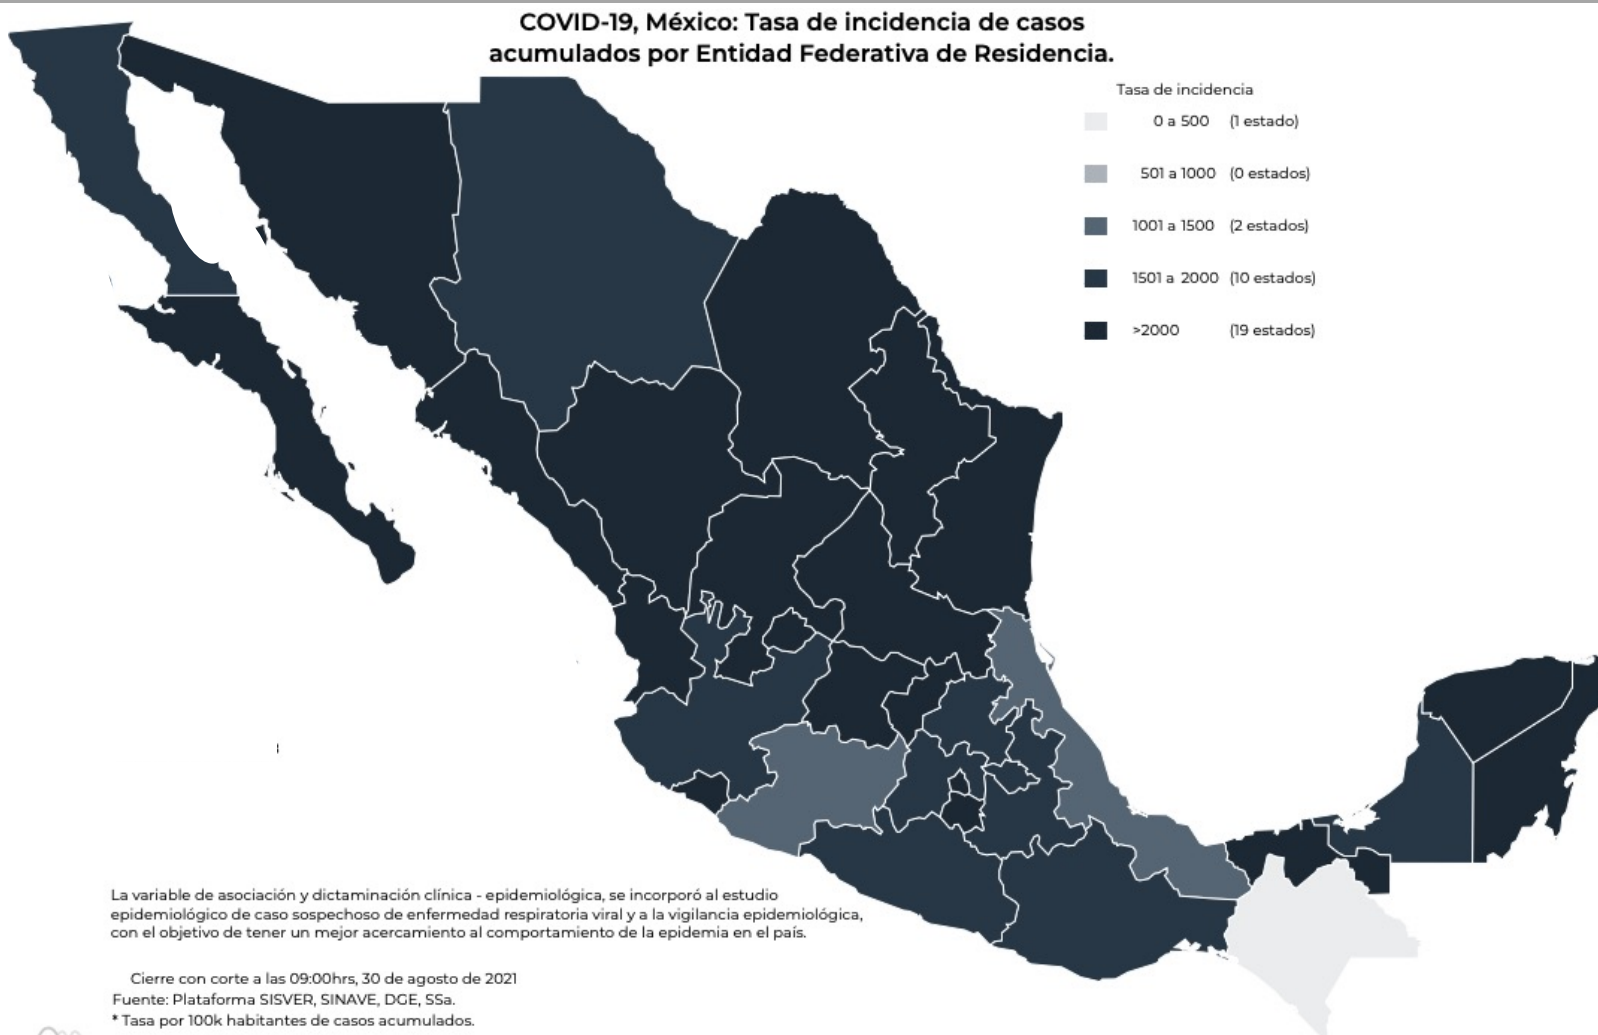 COVID-19, México: Tasa de incidencia de casos
acumulados por Entidad Federativa de Residencia.
Tasa de incidencia
0 a 500 (1 estado)
501 a 1000 (0 estados)
1001 a 1500 (2 estados)
1501 a 2000 (10 estados)
>2000 (19 estados)
La variable de asociación y dictaminación clínica - epidemiológica, se incorporó al estudio
epidemiológico de caso sospechoso de enfermedad respiratoria viral y a la vigilancia epidemiológica,
con el objetivo de tener un mejor acercamiento al comportamiento de la epidemia en el país.
Cierre con corte a las 09:00hrs, 30 de agosto de 2021
Fuente: Plataforma SISVER, SINAVE, DGE, SSa.
* Tasa por 100k habitantes de casos acumulados.